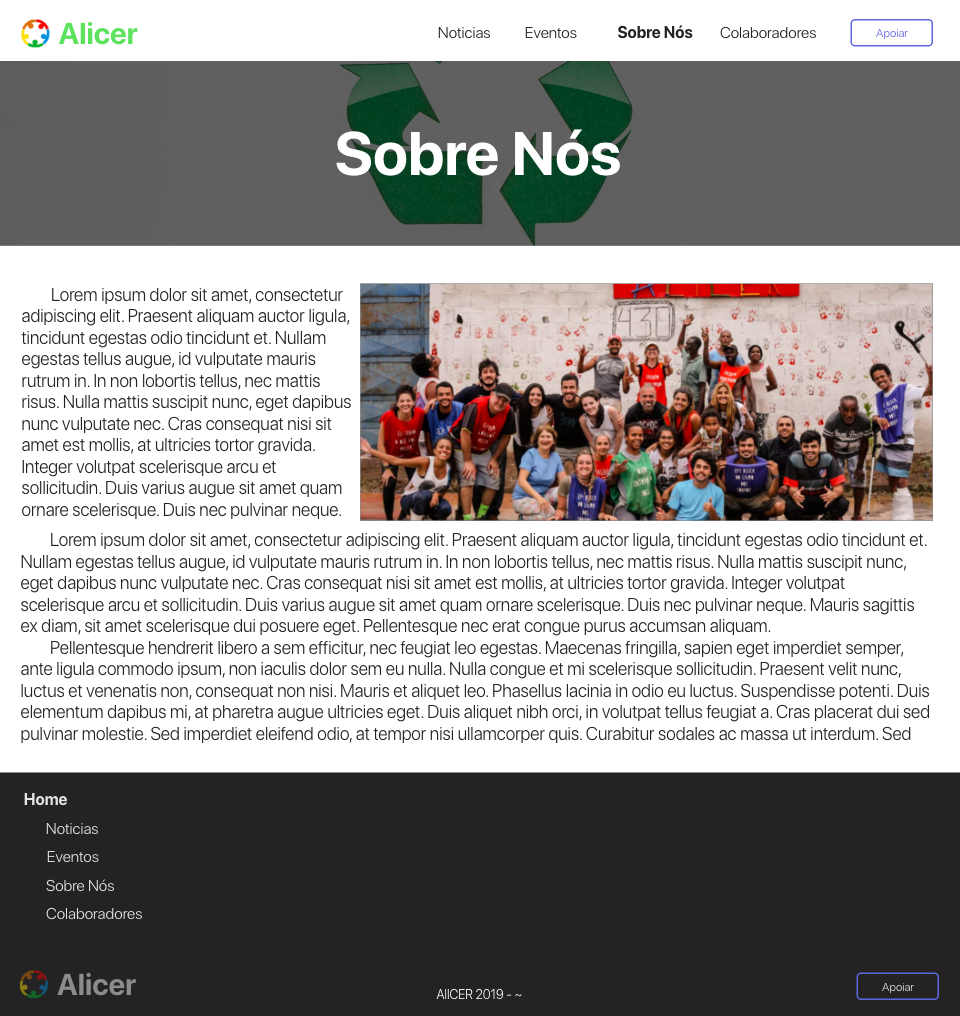 Alicer
Noticias
Eventos
Sobre Nós
Colaboradores
Apoiar
Sobre Nós
Lorem ipsum dolor sit amet, consectetur
adipiscing elit. Praesent aliquam auctor ligula,
tincidunt egestas odio tincidunt et. Nullam
egestas tellus augue, id vulputate mauris
rutrum in. In non lobortis tellus, nec mattis
risus. Nulla mattis suscipit nunc, eget dapibus
nunc vulputate nec. Cras consequat nisi sit
amet est mollis, at ultricies tortor gravida.
Integer volutpat scelerisque arcu et
sollicitudin. Duis varius augue sit amet quam
ornare scelerisque. Duis nec pulvinar neque.
430
Lorem ipsum dolor sit amet, consectetur adipiscing elit. Praesent aliquam auctor ligula, tincidunt egestas odio tincidunt et.
Nullam egestas tellus augue, id vulputate mauris rutrum in. In non lobortis tellus, nec mattis risus. Nulla mattis suscipit nunc,
eget dapibus nunc vulputate nec. Cras consequat nisi sit amet est mollis, at ultricies tortor gravida. Integer volutpat
scelerisque arcu et sollicitudin. Duis varius augue sit amet quam ornare scelerisque. Duis nec pulvinar neque. Mauris sagittis
ex diam, sit amet scelerisque dui posuere eget. Pellentesque nec erat congue purus accumsan aliquam.
Pellentesque hendrerit libero a sem efficitur, nec feugiat leo egestas. Maecenas fringilla, sapien eget imperdiet semper,
ante ligula commodo ipsum, non iaculis dolor sem eu nulla. Nulla congue et mi scelerisque sollicitudin. Praesent velit nunc,
luctus et venenatis non, consequat non nisi. Mauris et aliquet leo. Phasellus lacinia in odio eu luctus. Suspendisse potenti. Duis
elementum dapibus mi, at pharetra augue ultricies eget. Duis aliquet nibh orci, in volutpat tellus feugiat a. Cras placerat dui sed
pulvinar molestie. Sed imperdiet eleifend odio, at tempor nisi ullamcorper quis. Curabitur sodales ac massa ut interdum. Sed
Home
Noticias
Eventos
Sobre Nós
Colaboradores
Alicer
AlICER 2019 - ~
Apoiar